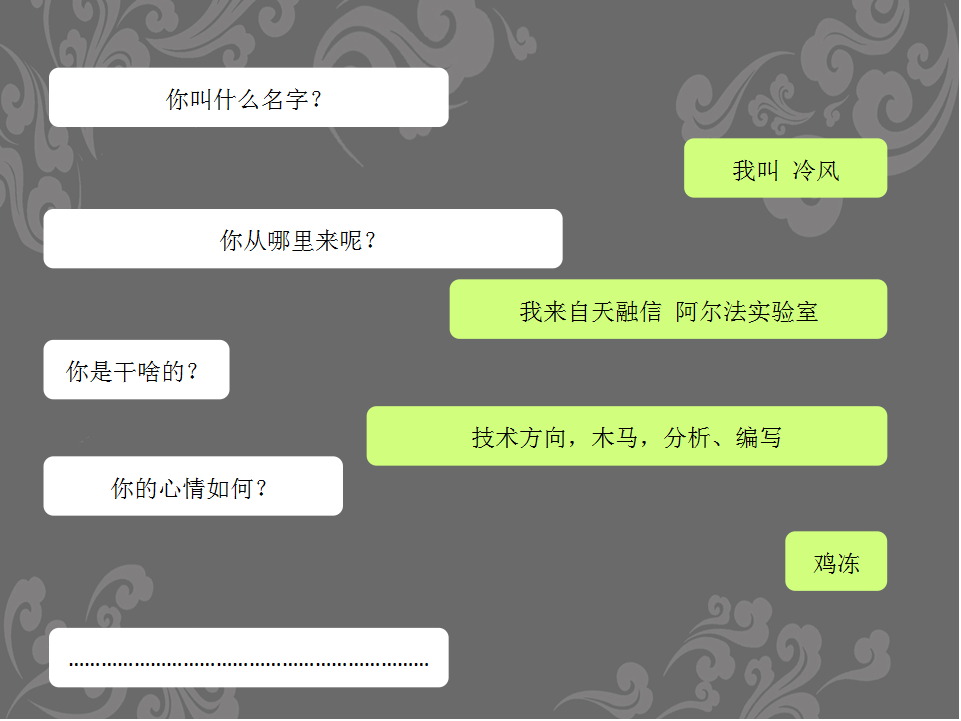 你叫什么名字？
我叫 冷风
你从哪里来呢？
我来自天融信 阿尔法实验室
你是干啥的？
技术方向，木马，分析、编写
你的心情如何？
鸡冻
…………………………………………………………